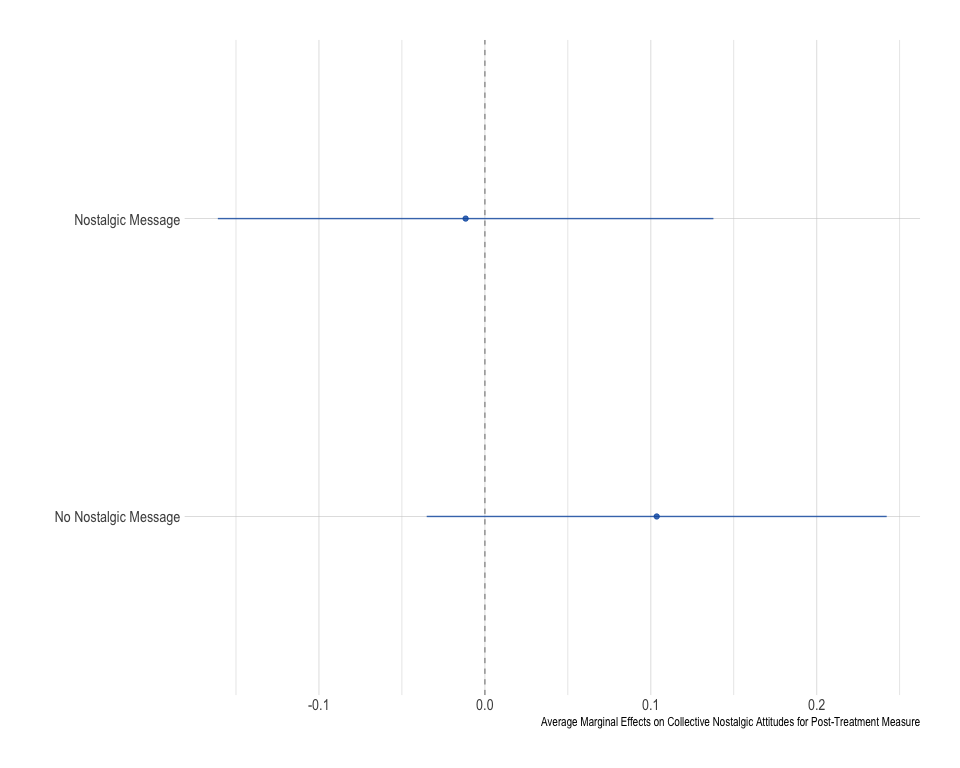 Nostalgic Message
No Nostalgic Message
-0.1 0.0 0.1 0.2
Average Marginal Effects on Collective Nostalgic Attitudes for Post-Treatment Measure